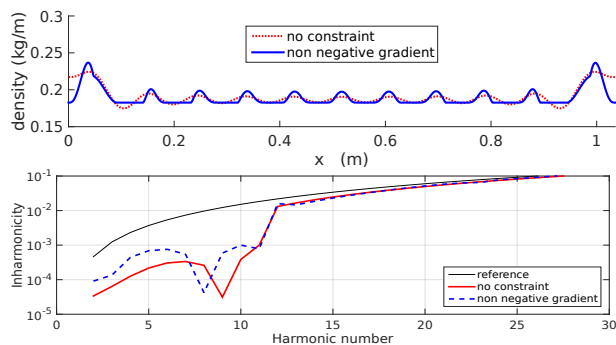 density (kg/m)
0.3
0.25
0.2
0.15
no constraint
non negative gradient
0
0.2
0.4
0.6
0.8
1
x (m)
Inharmonicity
10-1
10-2
10-3
10-4
10-5
reference
no constraint
non negative gradient
0
5
10
15
20
25
30
Harmonic number